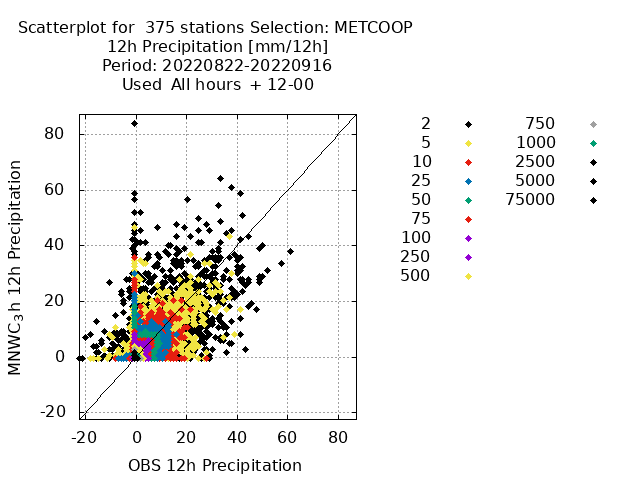 Scatterplot for 375 stations Selection: METCOOP
12h Precipitation [mm/12h]
Period: 20220822-20220916
Used All hours + 12-00
MNWC3h 12h Precipitation
80
60
40
20
0
-20
-20 0 20 40 60 80
OBS 12h Precipitation
2
5
10
25
50
75
100
250
500
750
1000
2500
5000
75000